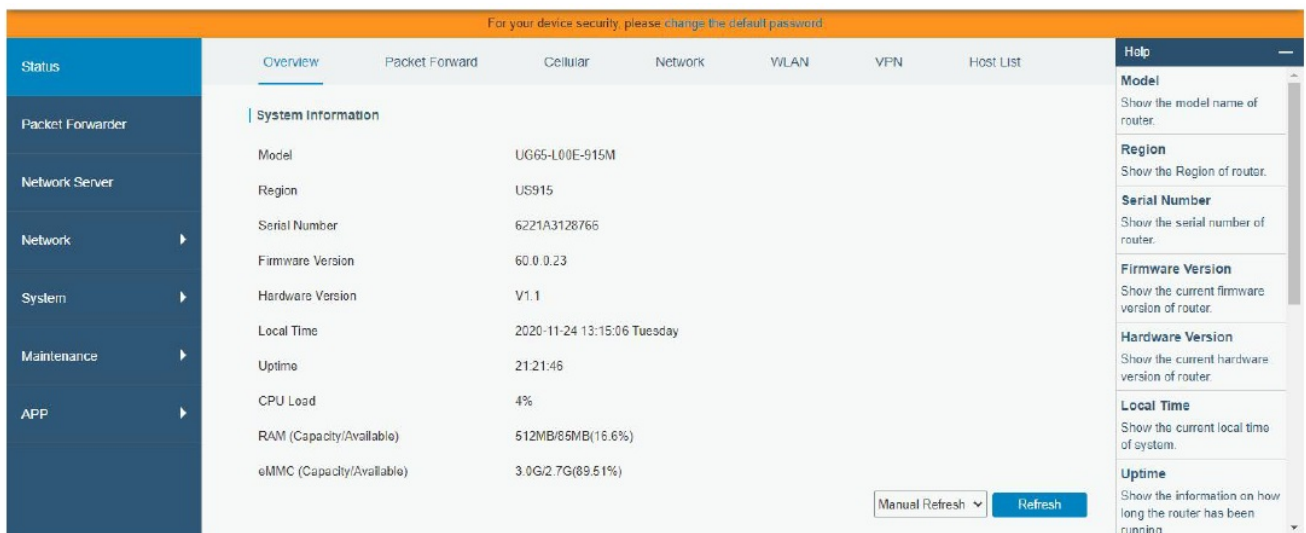 For your device security, please change the default password.
Status
Packet Forwarder
Network Server
Network
System
Maintenance
APP
Overview
Packet Forward
Cellular
Network
WLAN
VPN
Host List
System Information
Model UG65-L00E-915M
Region US915
Serial Number 6221A3128766
Firmware Version 60.0.0.23
Hardware Version V1.1
Local Time 2020-11-24 13:15:06 Tuesday
Uptime 21:21:46
CPU Load 4%
RAM (Capacity/Available) 512MB/85MB(16.6%)
eMMC (Capacity/Available) 3.0G/2.7G(89.51%)
Manual Refresh
Refresh
Help
Model
Show the model name of
router.
Region
Show the Region of router.
Serial Number
Show the serial number of
router.
Firmware Version
Show the current firmware
version of router.
Hardware Version
Show the current hardware
version of router.
Local Time
Show the current local time
of system.
Uptime
Show the information on how
long the router has been
running.